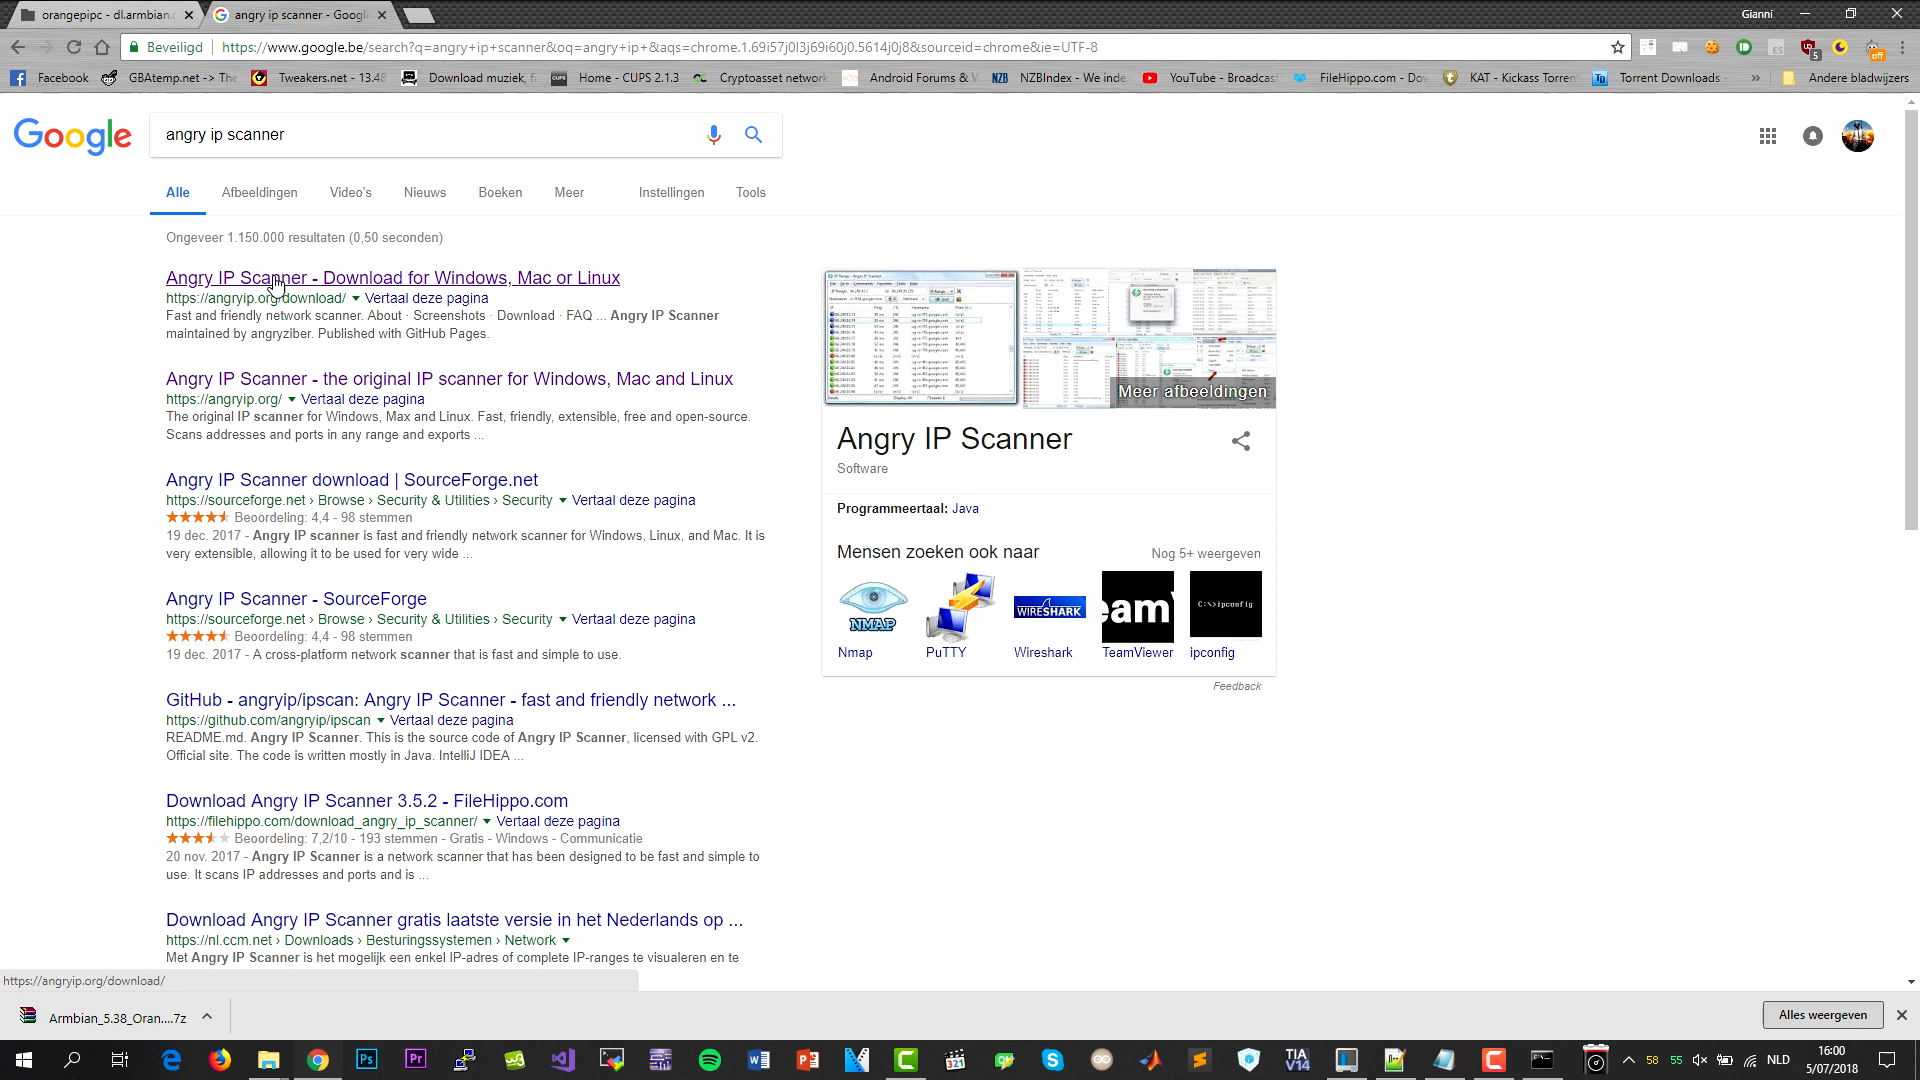 orangepipc - dl.armbian.
angry ip scanner - Google
Gianni
Beveiligd
https://www.google.be/search?q=angry+ip+scanner&oq=angry+ip+&aqs=chrome.1.69i57j0l3j69i60j0.5614j0j8&sourceid=chrome&ie=UTF-8
Facebook
GBAtemp.net -> The
Tweakers.net - 13.48
Download muziek, fi
Home - CUPS 2.1.3
Cryptoasset network
Android Forums & W
NZBIndex - We inde
YouTube - Broadcast
FileHippo.com - Dow
KAT - Kickass Torrent
Torrent Downloads
Andere bladwijzers
Google
angry ip scanner
Alle
Afbeeldingen
Video's
Nieuws
Boeken
Meer
Instellingen
Tools
Ongeveer 1.150.000 resultaten (0,50 seconden)
Angry IP Scanner - Download for Windows, Mac or Linux
https://angryip.org/download/ Vertaal deze pagina
Fast and friendly network scanner. About · Screenshots · Download · FAQ ... Angry IP Scanner
maintained by angryziber. Published with GitHub Pages.
Angry IP Scanner - the original IP scanner for Windows, Mac and Linux
https://angryip.org/ Vertaal deze pagina
The original IP scanner for Windows, Max and Linux. Fast, friendly, extensible, free and open-source.
Scans addresses and ports in any range and exports ...
Angry IP Scanner download | SourceForge.net
https://sourceforge.net › Browse › Security & Utilities › Security Vertaal deze pagina
Beoordeling: 4,4 - 98 stemmen
19 dec. 2017 - Angry IP scanner is fast and friendly network scanner for Windows, Linux, and Mac. It is
very extensible, allowing it to be used for very wide ...
Angry IP Scanner - SourceForge
https://sourceforge.net › Browse › Security & Utilities › Security Vertaal deze pagina
Beoordeling: 4,4 - 98 stemmen
19 dec. 2017 - A cross-platform network scanner that is fast and simple to use.
GitHub - angryip/ipscan: Angry IP Scanner - fast and friendly network ...
https://github.com/angryip/ipscan Vertaal deze pagina
README.md. Angry IP Scanner. This is the source code of Angry IP Scanner, licensed with GPL v2.
Official site. The code is written mostly in Java. IntelliJ IDEA ...
Download Angry IP Scanner 3.5.2 - FileHippo.com
https://filehippo.com/download_angry_ip_scanner/ Vertaal deze pagina
Beoordeling: 7,2/10 - 193 stemmen - Gratis - Windows - Communicatie
20 nov. 2017 - Angry IP Scanner is a network scanner that has been designed to be fast and simple to
use. It scans IP addresses and ports and is ...
Download Angry IP Scanner gratis laatste versie in het Nederlands op ...
https://nl.ccm.net › Downloads › Besturingssystemen › Network
Met Angry IP Scanner is het mogelijk een enkel IP-adres of complete IP-ranges te visualeren en te
Meer afbeeldingen
Angry IP Scanner
Software
Programmeertaal: Java
Mensen zoeken ook naar
Nog 5+ weergeven
NMAP
WIRESHARK
eam
C:\>ipconfig
Nmap
PuTTY
Wireshark
TeamViewer
ipconfig
Feedback
https://angryip.org/download/
Armbian_5.38_Oran....7z
Alles weergeven
Ps
Pr
321
TIA
V14
58
55
NLD
16:00
5/07/2018